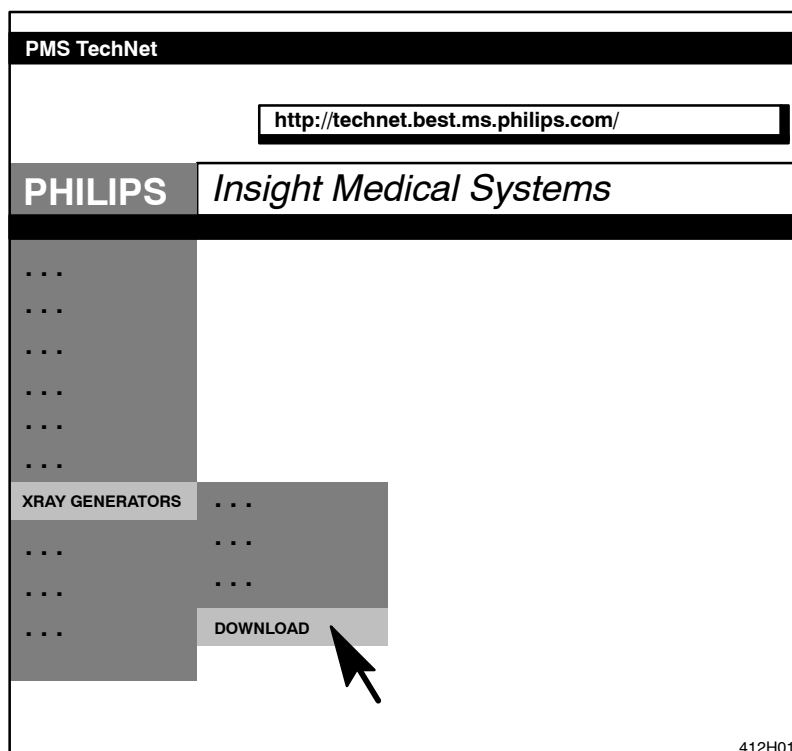 PMS TechNet
http://technet.best.ms.philips.com/
PHILIPS Insight Medical Systems
. . .
. . .
. . .
. . .
. . .
. . .
XRAY GENERATORS . . .
. . . . . .
. . . . . .
. . . DOWNLOAD
412H01